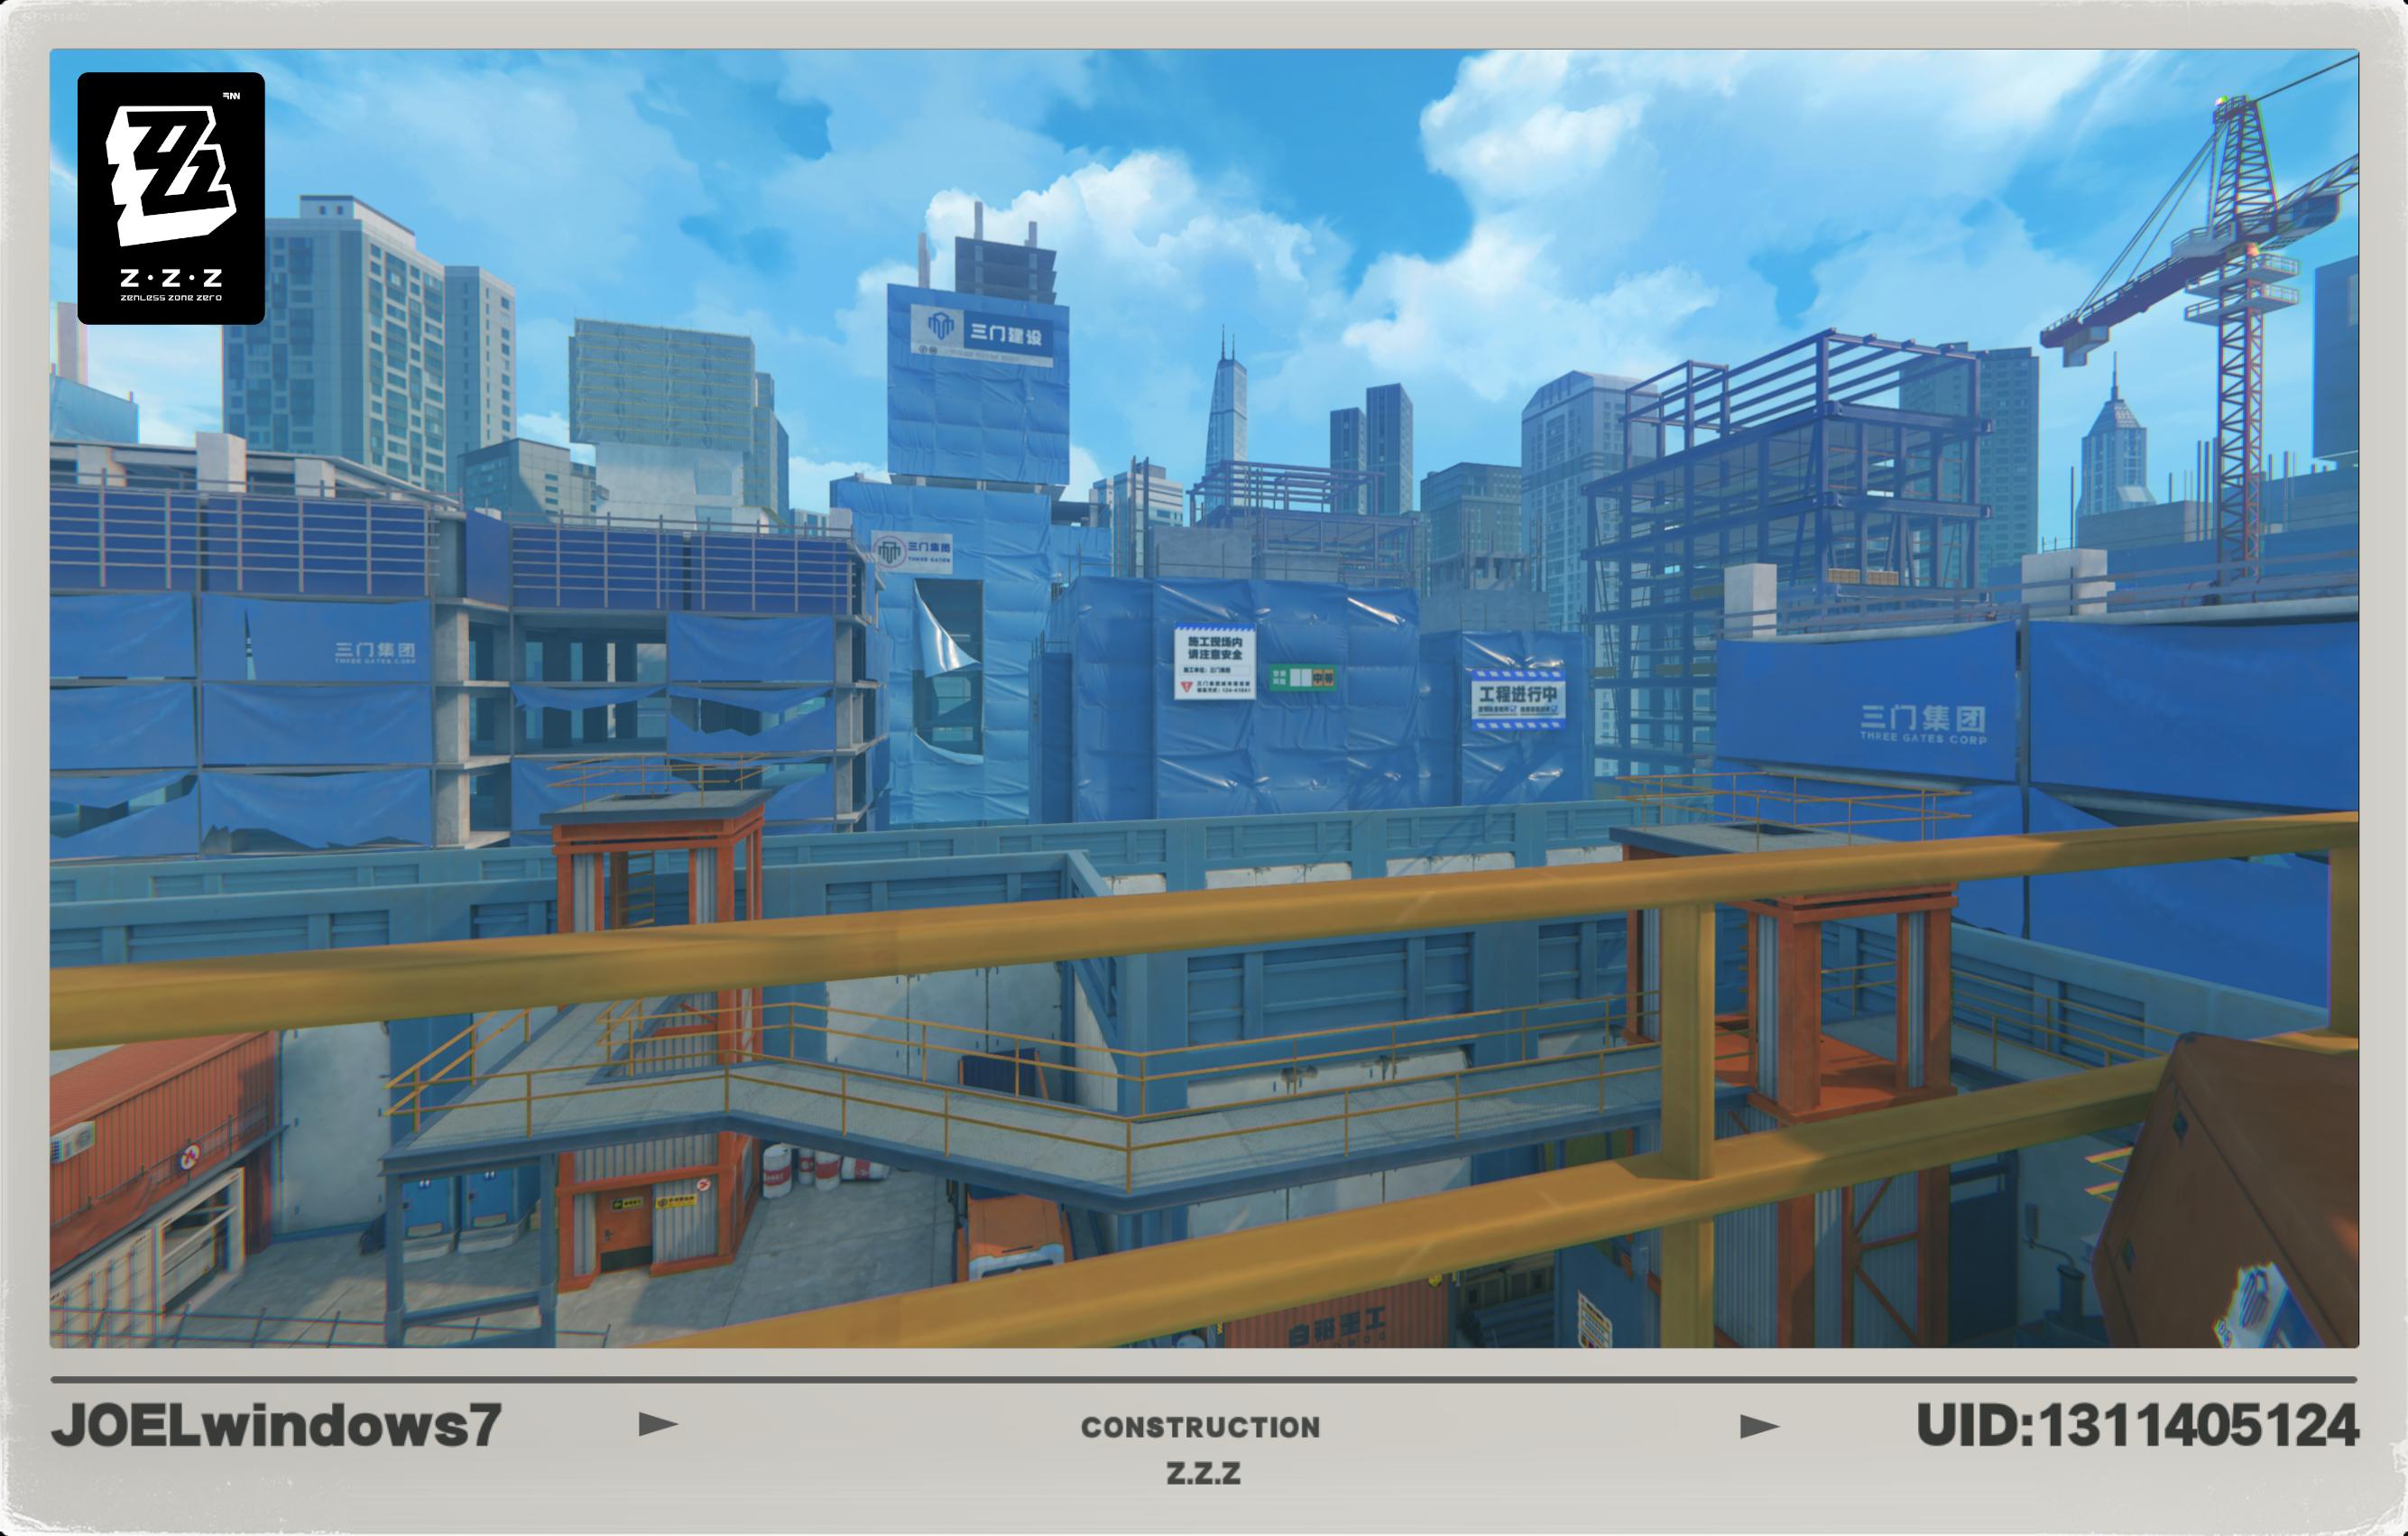 Z·Z·Z
ZENLESS ZONE ZERO
三门建设
三门集团
THREE GATES
三门集团
THREE GATES CORP
施工现场内
请注意安全
工程进行中
三门集团
THREE GATES CORP
JOELwindows7
CONSTRUCTION
Z.Z.Z
UID:1311405124